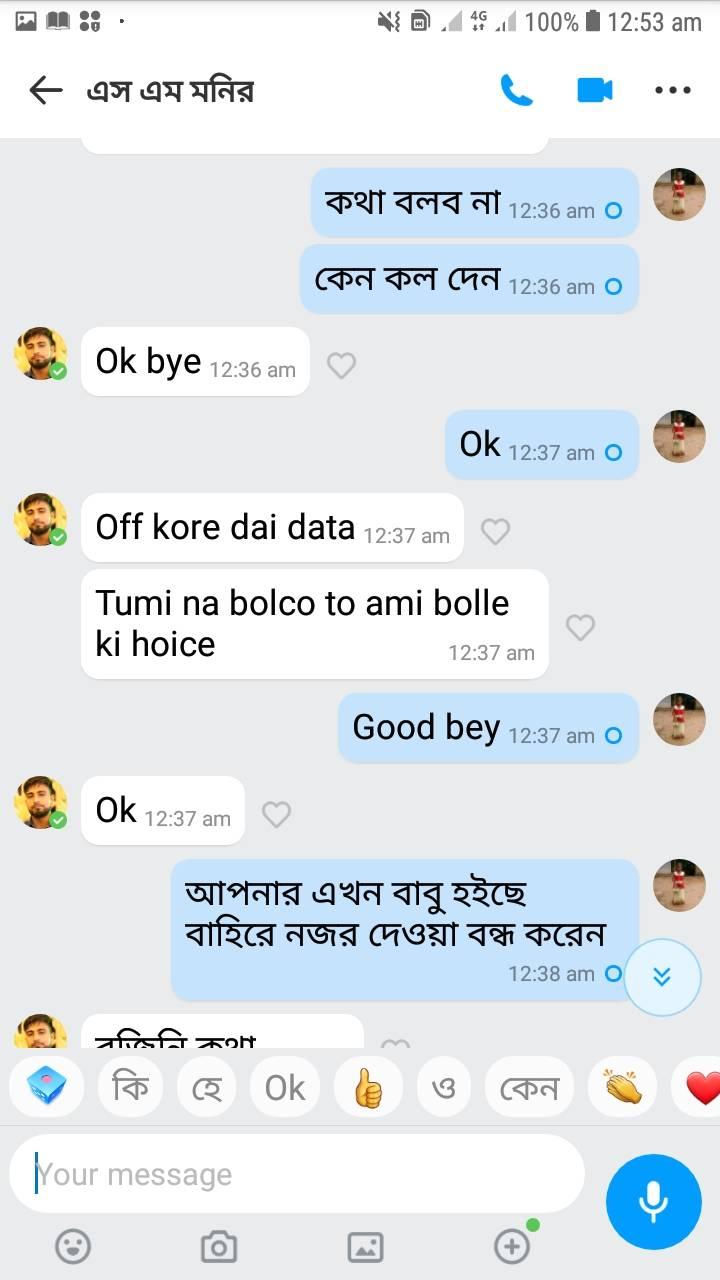 4G 100% 12:53 am
এস এম মনির
কথা বলব না 12:36 am
কেন কল দেন 12:36 am
Ok bye 12:36 am
Ok 12:37 am
Off kore dai data 12:37 am
Tumi na bolco to ami bolle
ki hoice 12:37 am
Good bey 12:37 am
Ok 12:37 am
আপনার এখন বাবু হইছে
বাহিরে নজর দেওয়া বন্ধ করেন
12:38 am
কি হে Ok ও কেন
Your message